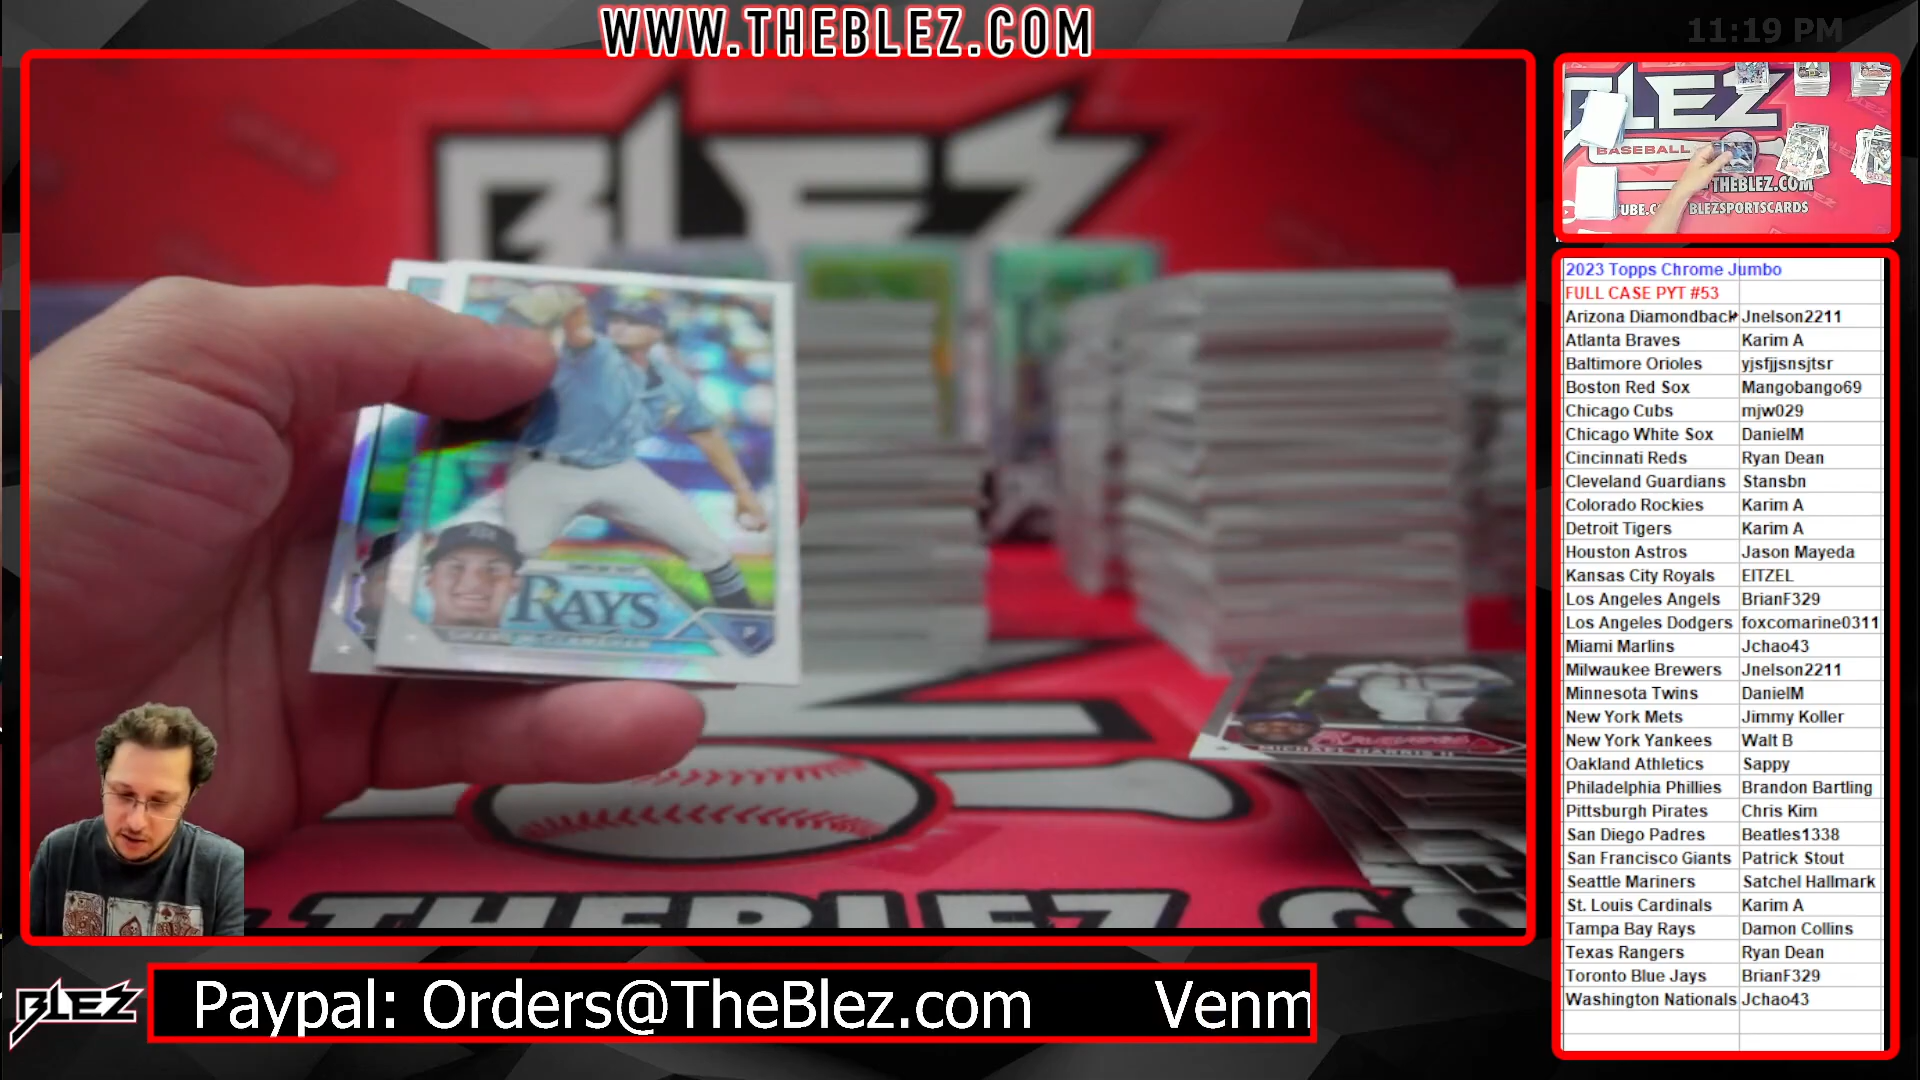 WWW.THEBLEZ.COM
11:19 PM
BLEZ
RAYS
P
MICHAEL HARRIS II
BLEZ
BASEBALL
THEBLEZ.COM
BLEZSPORTSCARDS
2023 Topps Chrome Jumbo
FULL CASE PYT #53
Arizona Diamondback Jnelson2211
Atlanta Braves Karim A
Baltimore Orioles yjsfjjsnsjtsr
Boston Red Sox Mangobango69
Chicago Cubs mjw029
Chicago White Sox DanielM
Cincinnati Reds Ryan Dean
Cleveland Guardians Stansbn
Colorado Rockies Karim A
Detroit Tigers Karim A
Houston Astros Jason Mayeda
Kansas City Royals EITZEL
Los Angeles Angels BrianF329
Los Angeles Dodgers foxcomarine0311
Miami Marlins Jchao43
Milwaukee Brewers Jnelson2211
Minnesota Twins DanielM
New York Mets Jimmy Koller
New York Yankees Walt B
Oakland Athletics Sappy
Philadelphia Phillies Brandon Bartling
Pittsburgh Pirates Chris Kim
San Diego Padres Beatles1338
San Francisco Giants Patrick Stout
Seattle Mariners Satchel Hallmark
St. Louis Cardinals Karim A
Tampa Bay Rays Damon Collins
Texas Rangers Ryan Dean
Toronto Blue Jays BrianF329
Washington Nationals Jchao43
BLEZ
Paypal: Orders@TheBlez.com Venm